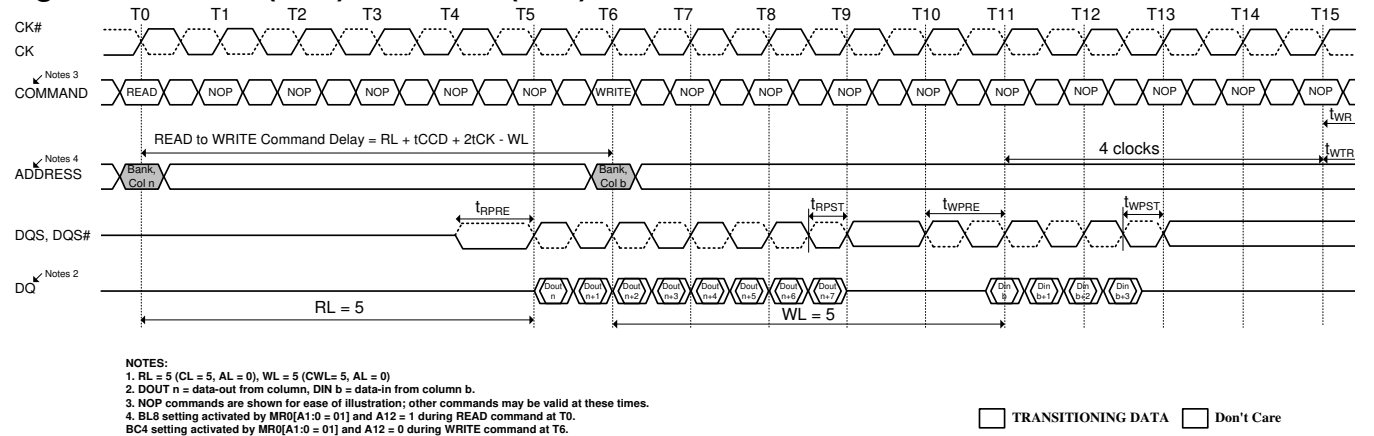 T0 T1 T2 T3 T4 T5 T6 T7 T8 T9 T10 T11 T12 T13 T14 T15
CK#
CK
Notes 3
COMMAND READ NOP NOP NOP NOP NOP WRITE NOP NOP NOP NOP NOP NOP NOP NOP NOP
tWR
READ to WRITE Command Delay = RL + tCCD + 2tCK - WL
4 clocks
tWTR
Notes 4
ADDRESS
Bank, Col n
Bank, Col b
tRPRE tRPST tWPRE tWPST
DQS, DQS#
Notes 2
DQ
Dout n
Dout n+1
Dout n+2
Dout n+3
Dout n+4
Dout n+5
Dout n+6
Dout n+7
Din b
Din b+1
Din b+2
Din b+3
RL = 5
WL = 5
NOTES:
1. RL = 5 (CL = 5, AL = 0), WL = 5 (CWL= 5, AL = 0)
2. DOUT n = data-out from column, DIN b = data-in from column b.
3. NOP commands are shown for ease of illustration; other commands may be valid at these times.
4. BL8 setting activated by MR0[A1:0 = 01] and A12 = 1 during READ command at T0.
BC4 setting activated by MR0[A1:0 = 01] and A12 = 0 during WRITE command at T6.
TRANSITIONING DATA Don't Care